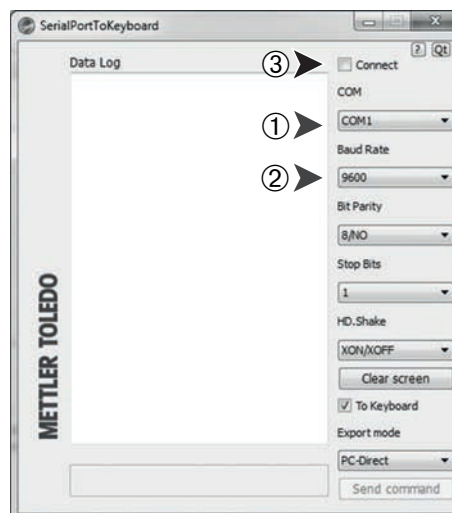 SerialPortToKeyboard
? Qt
Data Log
③ Connect
COM
① COM1
Baud Rate
② 9600
Bit Parity
8/NO
Stop Bits
1
HD.Shake
XON/XOFF
Clear screen
To Keyboard
Export mode
PC-Direct
Send command
METTLER TOLEDO